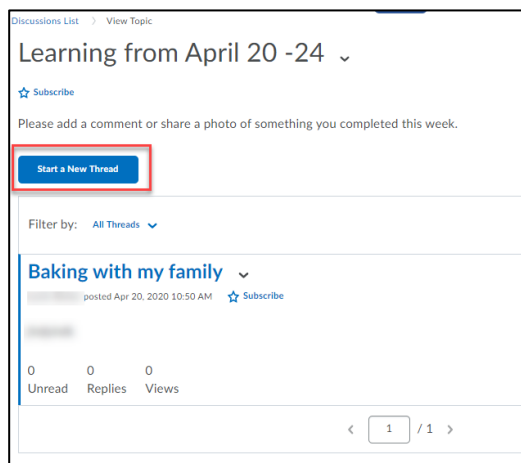 Discussions List > View Topic
Learning from April 20 -24
Subscribe
Please add a comment or share a photo of something you completed this week.
Start a New Thread
Filter by: All Threads
Baking with my family
posted Apr 20, 2020 10:50 AM Subscribe
0 0 0
Unread Replies Views
< 1 / 1 >